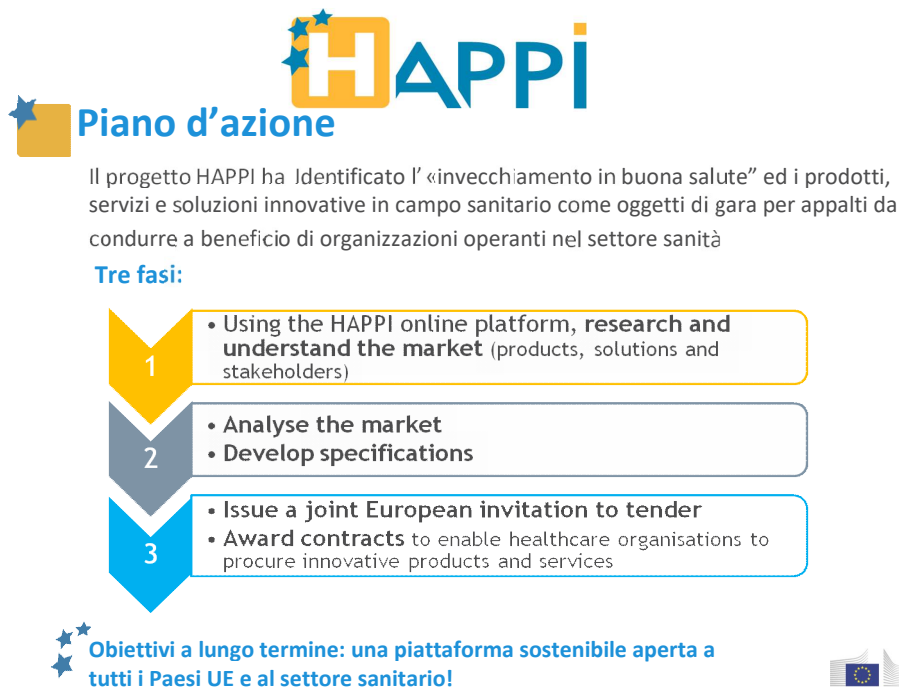 HAPPi
Piano d’azione
Il progetto HAPPI ha Identificato l’ «invecchiamento in buona salute” ed i prodotti,
servizi e soluzioni innovative in campo sanitario come oggetti di gara per appalti da
condurre a beneficio di organizzazioni operanti nel settore sanità
Tre fasi:
1
• Using the HAPPI online platform, research and
understand the market (products, solutions and
stakeholders)
2
• Analyse the market
• Develop specifications
3
• Issue a joint European invitation to tender
• Award contracts to enable healthcare organisations to
procure innovative products and services
Obiettivi a lungo termine: una piattaforma sostenibile aperta a
tutti i Paesi UE e al settore sanitario!